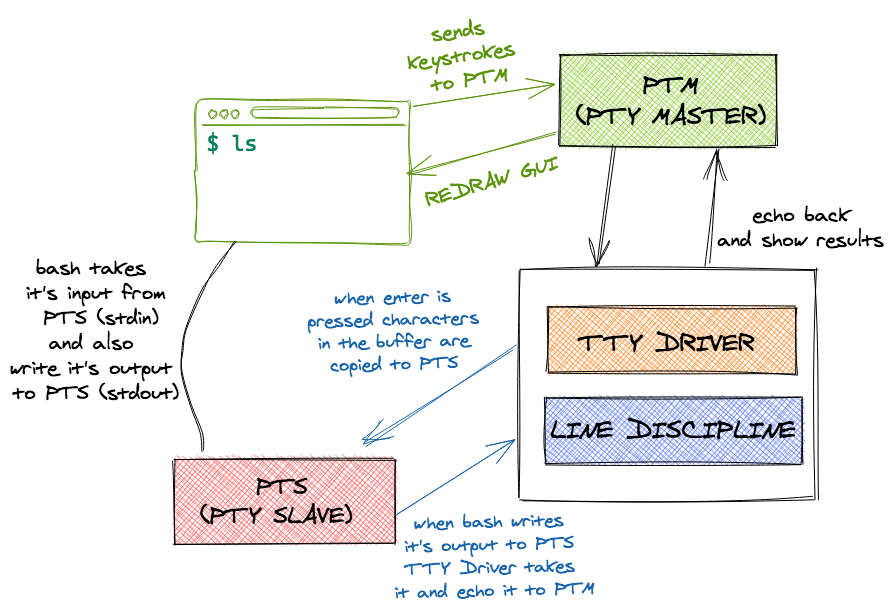 sends
keystrokes
to PTM
PTM
(PTY MASTER)
$ ls
REDRAW GUI
echo back
and show results
bash takes
it's input from
PTS (stdin)
and also
write it's output
to PTS (stdout)
when enter is
pressed characters
in the buffer are
copied to PTS
TTY DRIVER
LINE DISCIPLINE
PTS
(PTY SLAVE)
when bash writes
it's output to PTS
TTY Driver takes
it and echo it to PTM